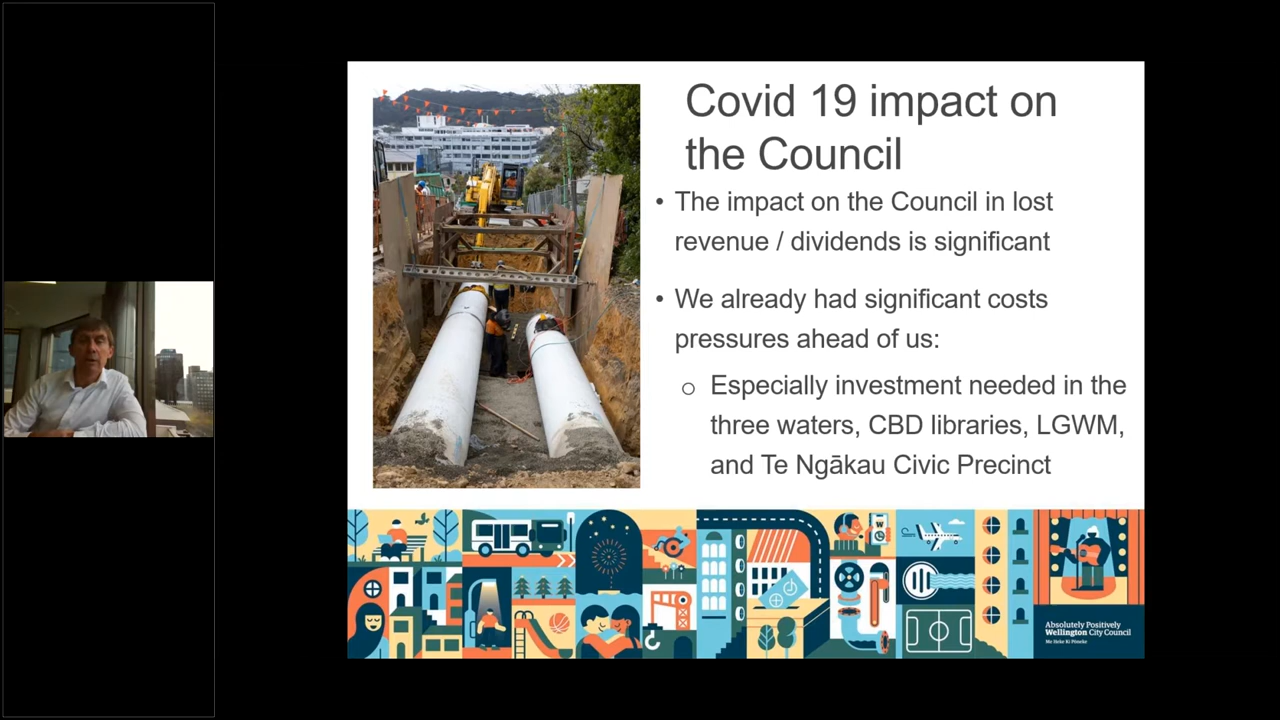 Covid 19 impact on
the Council
• The impact on the Council in lost
revenue / dividends is significant
• We already had significant costs
pressures ahead of us:
o Especially investment needed in the
three waters, CBD libraries, LGWM,
and Te Ngākau Civic Precinct
W
Absolutely Positively
Wellington City Council
Me Heke Ki Pōneke